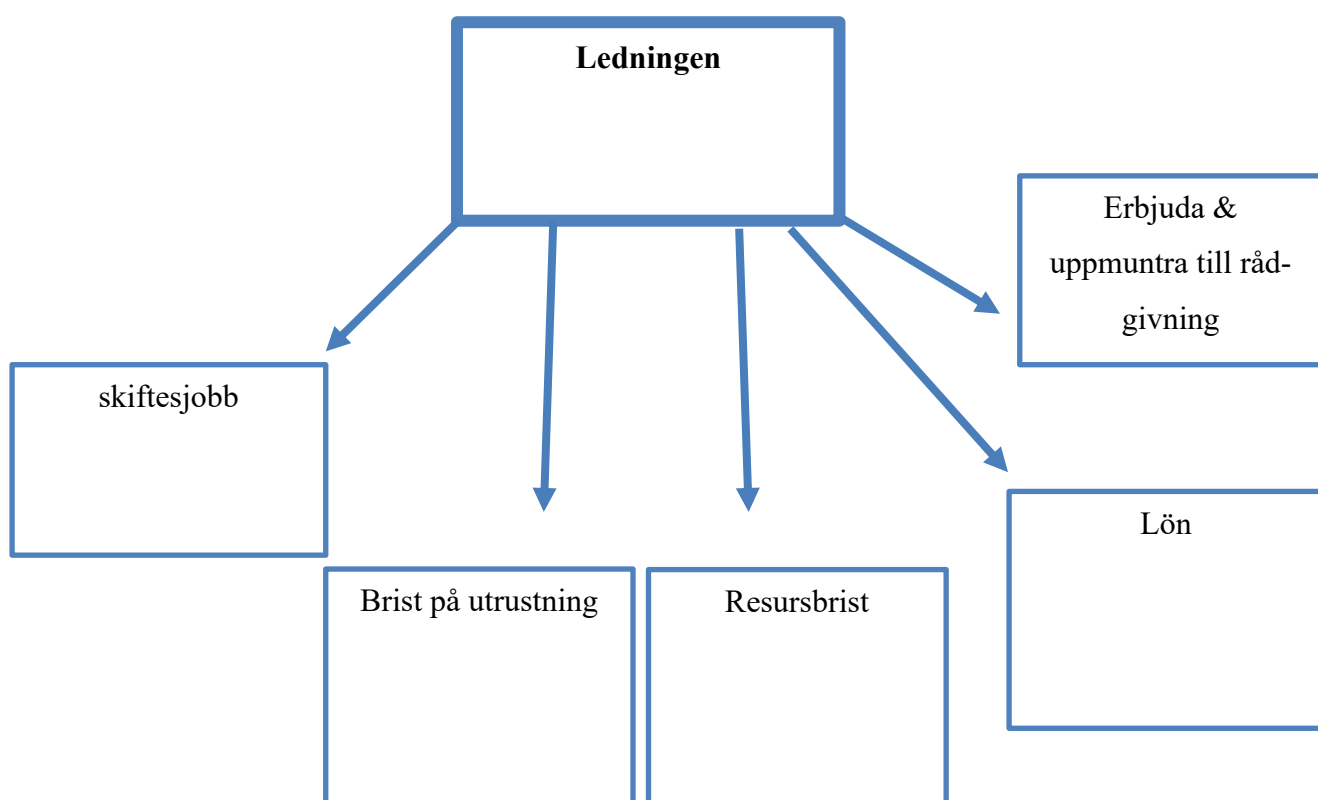 Ledningen
Erbjuda &
uppmuntra till råd-
givning
skiftesjobb
Lön
Brist på utrustning
Resursbrist